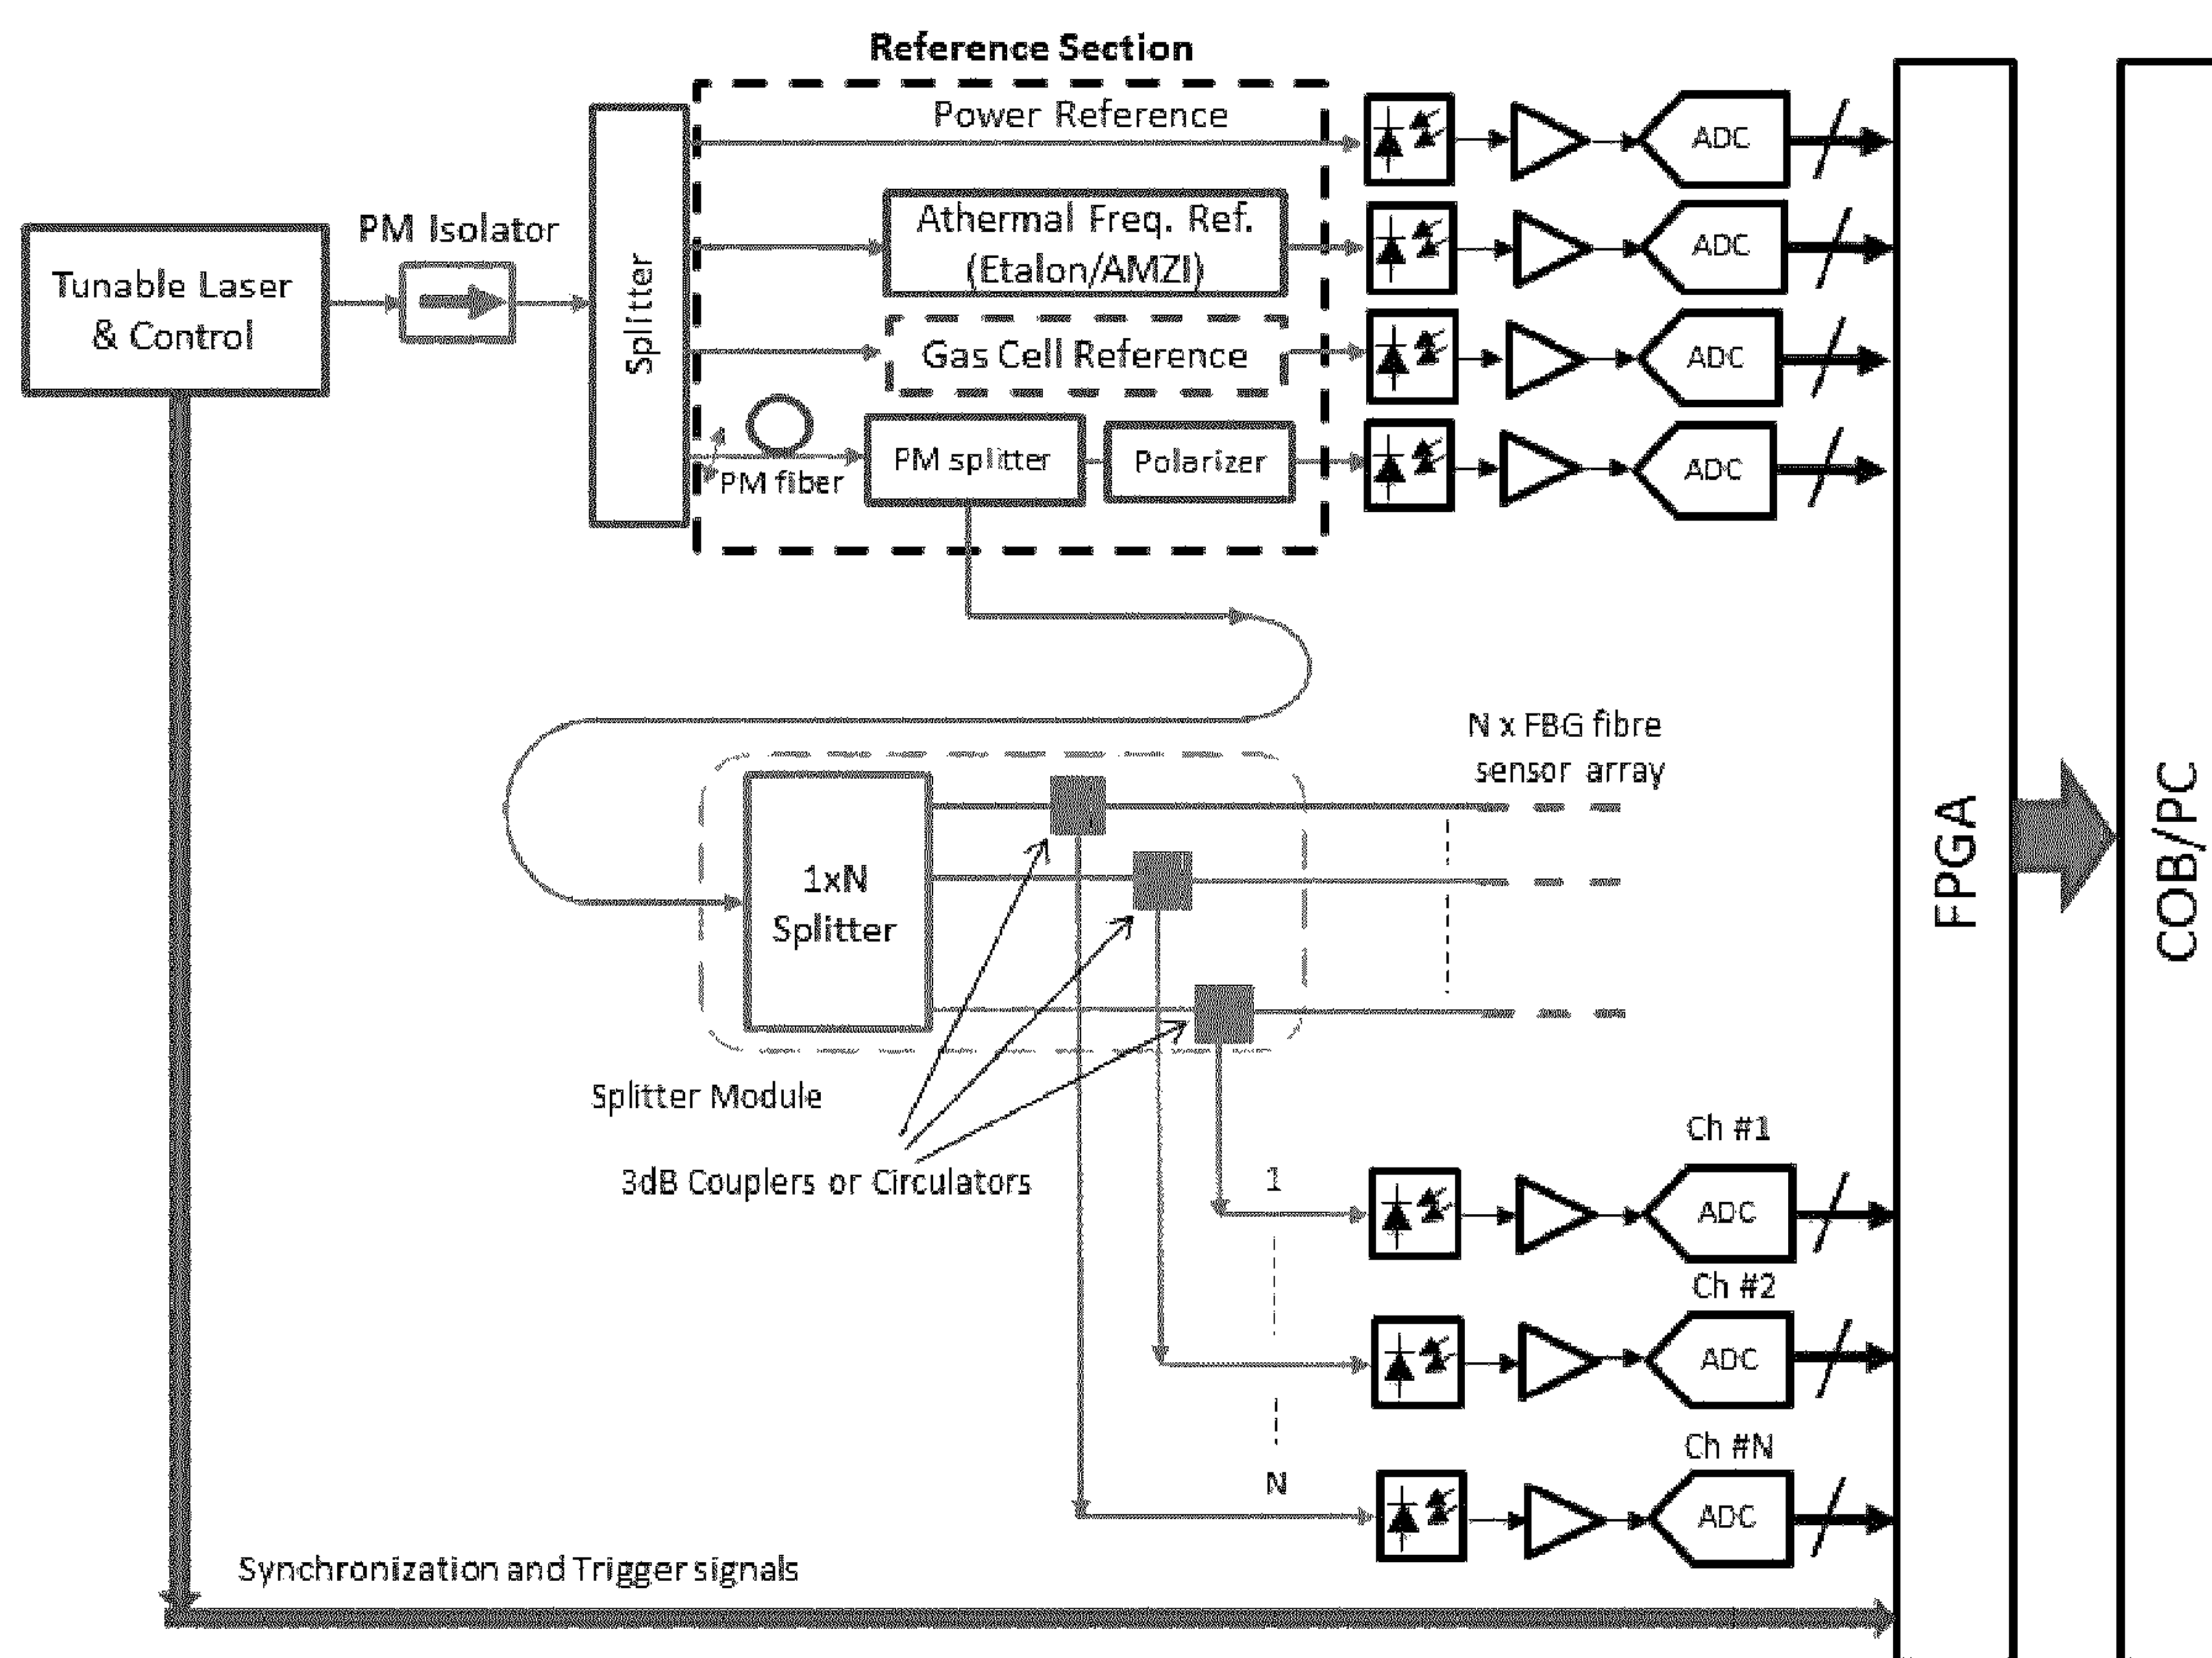 Reference Section
Power Reference
ADC
PM Isolator
Athermal Freq. Ref.
(Etalon/AMZI)
ADC
Tunable Laser
& Control
Splitter
Gas Cell Reference
ADC
PM fiber
PM splitter
Polarizer
ADC
N x FBG fibre
sensor array
1xN
Splitter
FPGA
COB/PC
Splitter Module
3dB Couplers or Circulators
Ch #1
1
ADC
Ch #2
ADC
Ch #N
N
ADC
Synchronization and Trigger signals